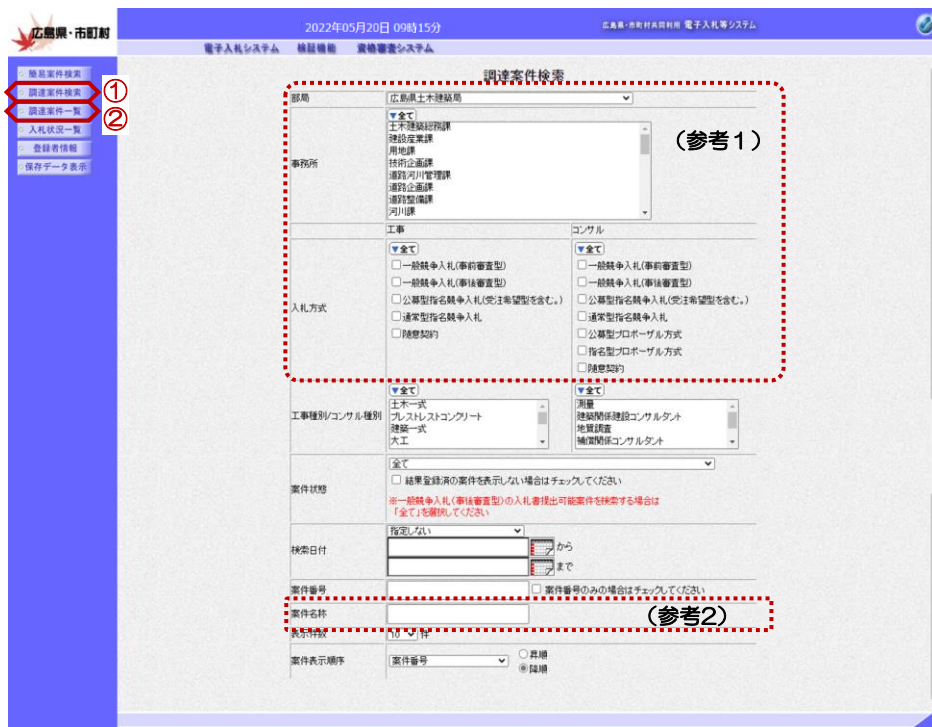 広島県・市町村
2022年05月20日 09時15分
広島県・市町村共同利用 電子入札等システム
電子入札システム 検証機能 資格審査システム
簡易案件検索
調達案件検索
①
調達案件一覧
②
入札状況一覧
登録者情報
保存データ表示
調達案件検索
部局
広島県土木建築局
事務所
▼全て
土木建築総務課
建設産業課
用地課
技術企画課
道路河川管理課
道路企画課
道路整備課
河川課
(参考1)
工事 コンサル
入札方式
▼全て
□一般競争入札(事前審査型)
□一般競争入札(事後審査型)
□公募型指名競争入札(受注希望型を含む。)
□通常型指名競争入札
□随意契約
▼全て
□一般競争入札(事前審査型)
□一般競争入札(事後審査型)
□公募型指名競争入札(受注希望型を含む。)
□通常型指名競争入札
□公募型プロポーザル方式
□指名型プロポーザル方式
□随意契約
工事種別/コンサル種別
▼全て
土木一式
プレストレストコンクリート
建築一式
大工
▼全て
測量
建築関係建設コンサルタント
地質調査
補償関係コンサルタント
案件状態
全て
□ 結果登録済の案件を表示しない場合はチェックしてください
※一般競争入札(事後審査型)の入札書提出可能案件を検索する場合は
「全て」を選択してください
検索日付
指定しない
から
まで
案件番号
□ 案件番号のみの場合はチェックしてください
案件名称
(参考2)
表示件数
10 件
案件表示順序
案件番号
○昇順
◉降順